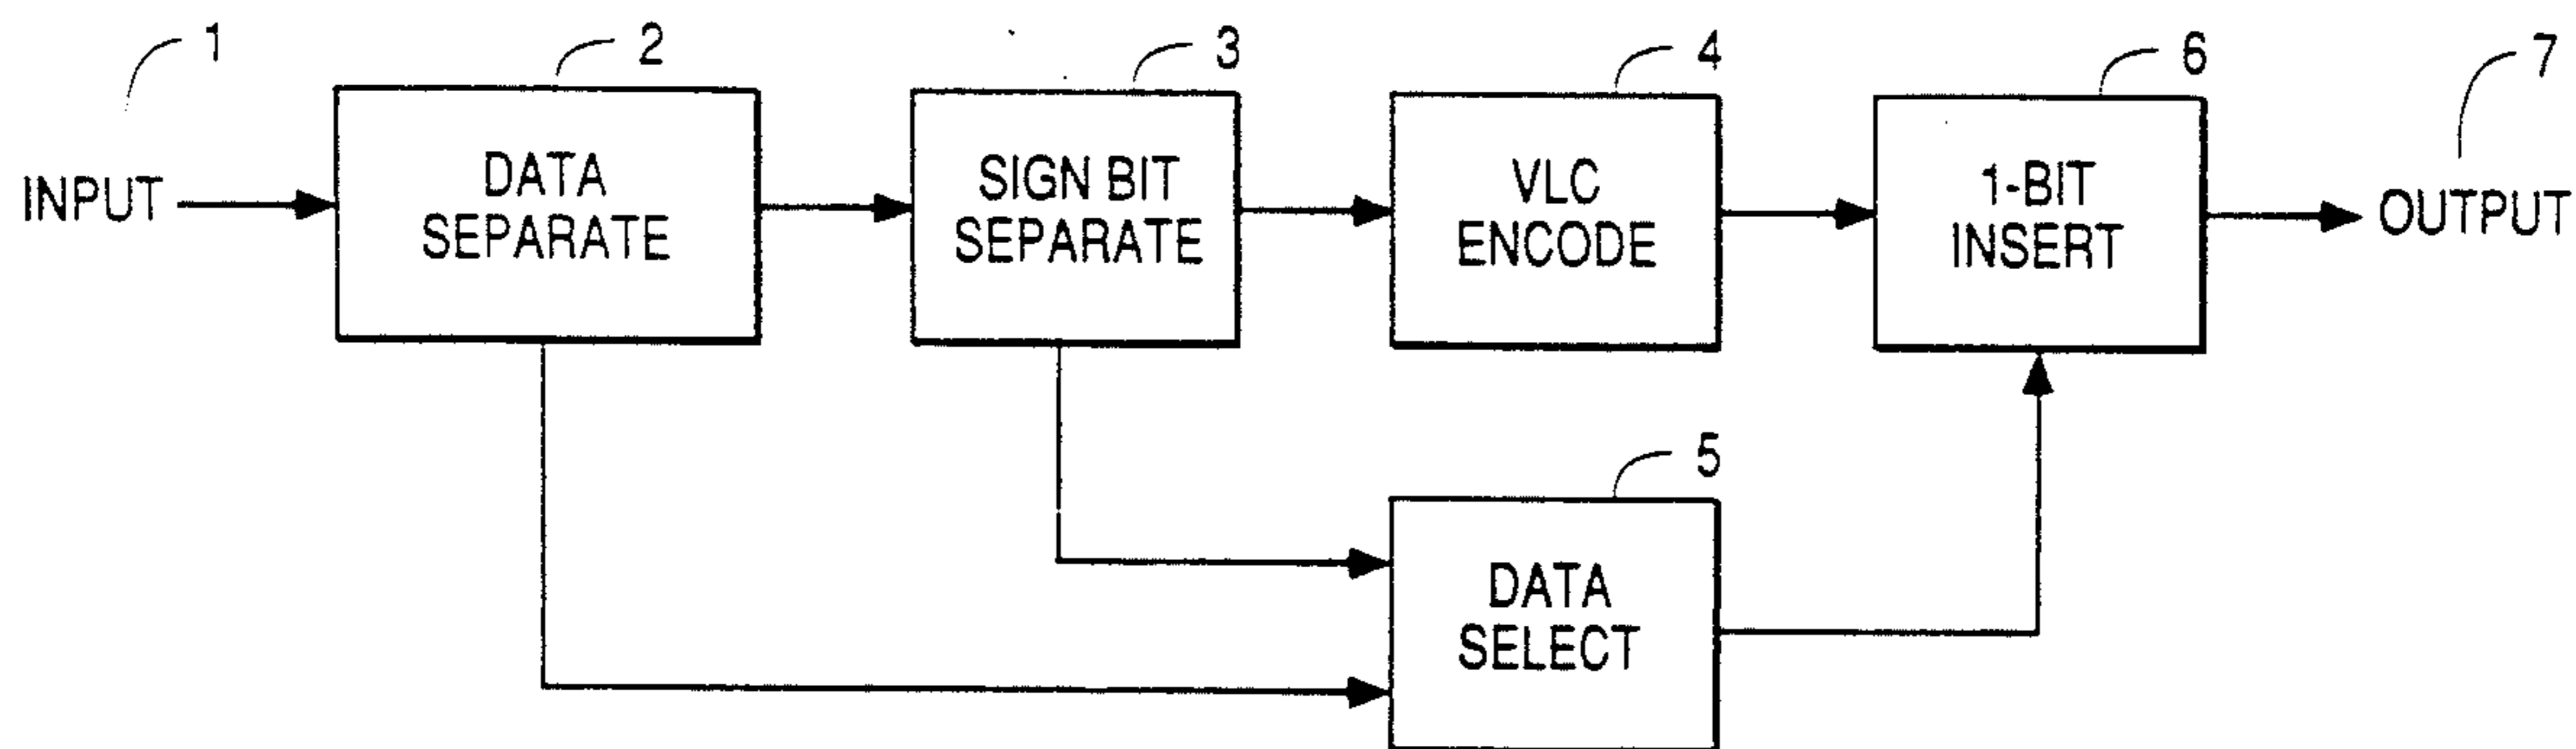 1
2
3
4
6
7
INPUT
DATA
SEPARATE
SIGN BIT
SEPARATE
VLC
ENCODE
1-BIT
INSERT
OUTPUT
5
DATA
SELECT